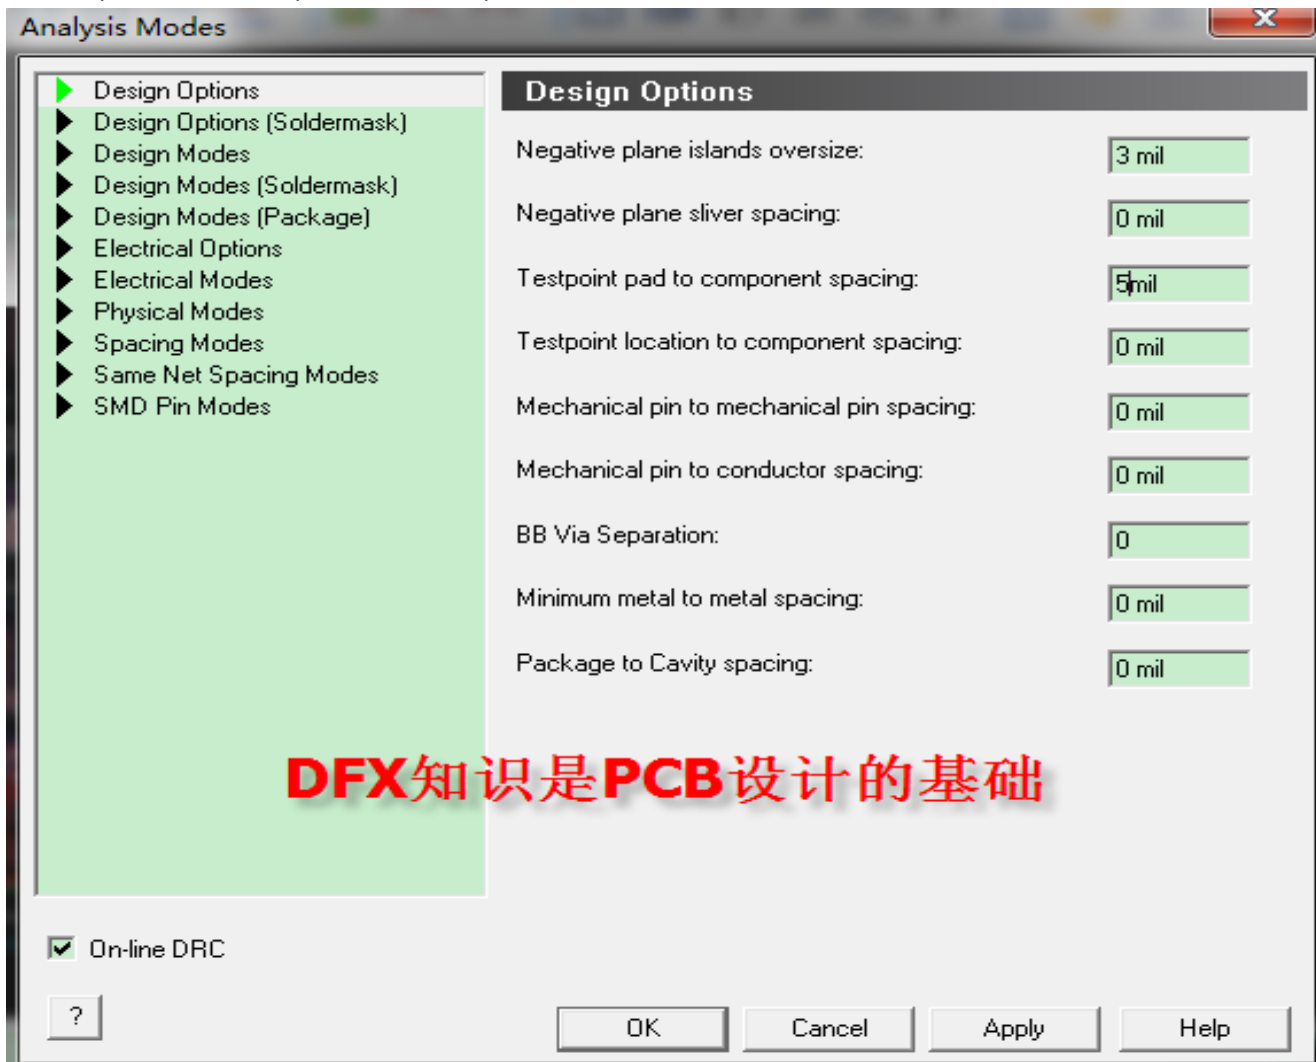 Analysis Modes
Design Options
Design Options (Soldermask)
Design Modes
Design Modes (Soldermask)
Design Modes (Package)
Electrical Options
Electrical Modes
Physical Modes
Spacing Modes
Same Net Spacing Modes
SMD Pin Modes
Design Options
Negative plane islands oversize: 3 mil
Negative plane sliver spacing: 0 mil
Testpoint pad to component spacing: 5mil
Testpoint location to component spacing: 0 mil
Mechanical pin to mechanical pin spacing: 0 mil
Mechanical pin to conductor spacing: 0 mil
BB Via Separation: 0
Minimum metal to metal spacing: 0 mil
Package to Cavity spacing: 0 mil
DFX知识是PCB设计的基础
On-line DRC
?
OK Cancel Apply Help